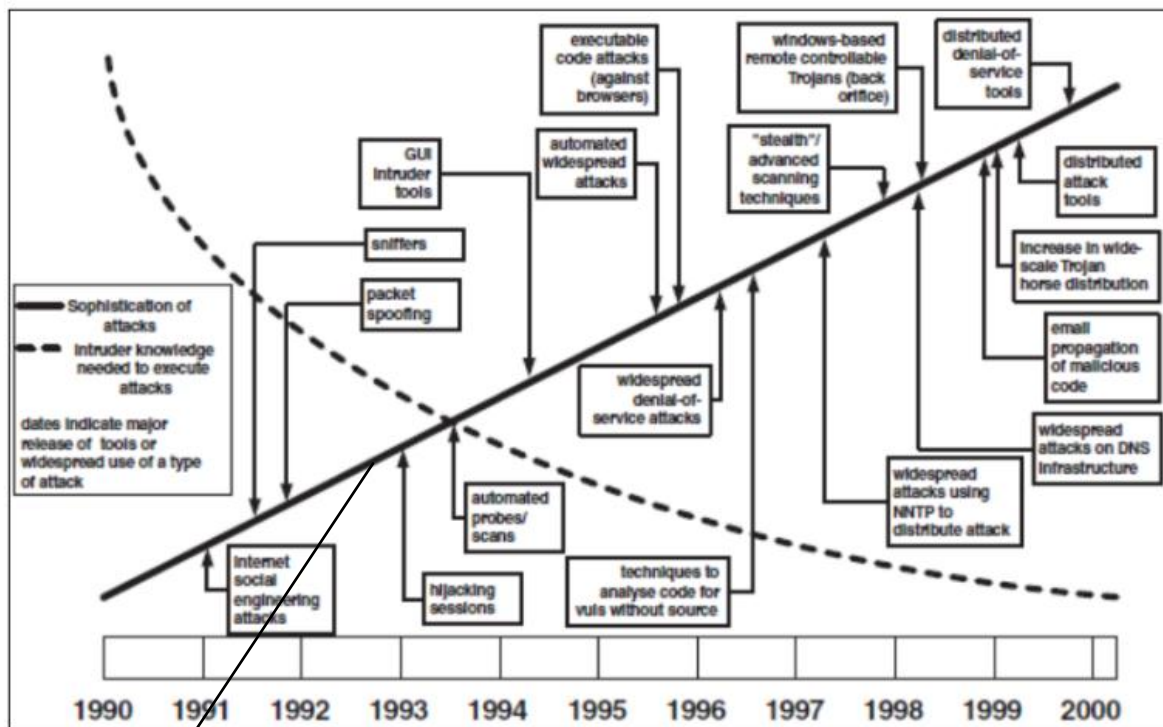 executable
code attacks
(against
browsers)
windows-based
remote controllable
Trojans (back
orifice)
distributed
denial-of-
service
tools
GUI
Intruder
tools
automated
widespread
attacks
"stealth"/
advanced
scanning
techniques
distributed
attack
tools
sniffers
packet
spoofing
Increase in wide-
scale Trojan
horse distribution
Sophistication of
attacks
Intruder knowledge
needed to execute
attacks
dates indicate major
release of tools or
widespread use of a type
of attack
email
propagation
of malicious
code
widespread
denial-of-
service attacks
widespread
attacks on DNS
Infrastructure
automated
probes/
scans
widespread
attacks using
NNTP to
distribute attack
Internet
social
engineering
attacks
hijacking
sessions
techniques to
analyse code for
vuls without source
1990 1991 1992 1993 1994 1995 1996 1997 1998 1999 2000